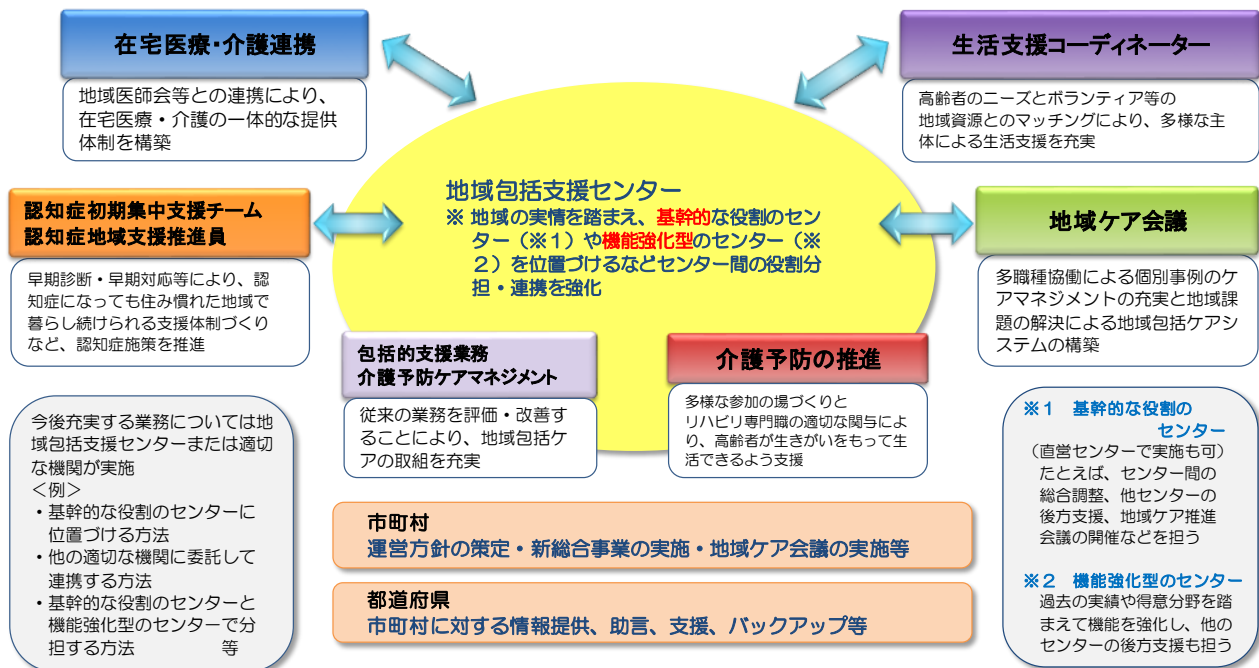 在宅医療・介護連携
地域医師会等との連携により、
在宅医療・介護の一体的な提供
体制を構築
生活支援コーディネーター
高齢者のニーズとボランティア等の
地域資源とのマッチングにより、多様な主
体による生活支援を充実
地域包括支援センター
※ 地域の実情を踏まえ、基幹的な役割のセン
ター（※１）や機能強化型のセンター（※
２）を位置づけるなどセンター間の役割分
担・連携を強化
認知症初期集中支援チーム
認知症地域支援推進員
早期診断・早期対応等により、認
知症になっても住み慣れた地域で
暮らし続けられる支援体制づくり
など、認知症施策を推進
地域ケア会議
多職種協働による個別事例のケ
アマネジメントの充実と地域課
題の解決による地域包括ケアシ
ステムの構築
包括的支援業務
介護予防ケアマネジメント
従来の業務を評価・改善す
ることにより、地域包括ケ
アの取組を充実
介護予防の推進
多様な参加の場づくりと
リハビリ専門職の適切な関与によ
り、高齢者が生きがいをもって生
活できるよう支援
今後充実する業務については地
域包括支援センターまたは適切
な機関が実施
＜例＞
・基幹的な役割のセンターに
位置づける方法
・他の適切な機関に委託して
連携する方法
・基幹的な役割のセンターと
機能強化型のセンターで分
担する方法　　　　等
※１　基幹的な役割の
センター
（直営センターで実施も可）
たとえば、センター間の
総合調整、他センターの
後方支援、地域ケア推進
会議の開催などを担う
※２　機能強化型のセンター
過去の実績や得意分野を踏
まえて機能を強化し、他の
センターの後方支援も担う
市町村
運営方針の策定・新総合事業の実施・地域ケア会議の実施等
都道府県
市町村に対する情報提供、助言、支援、バックアップ等